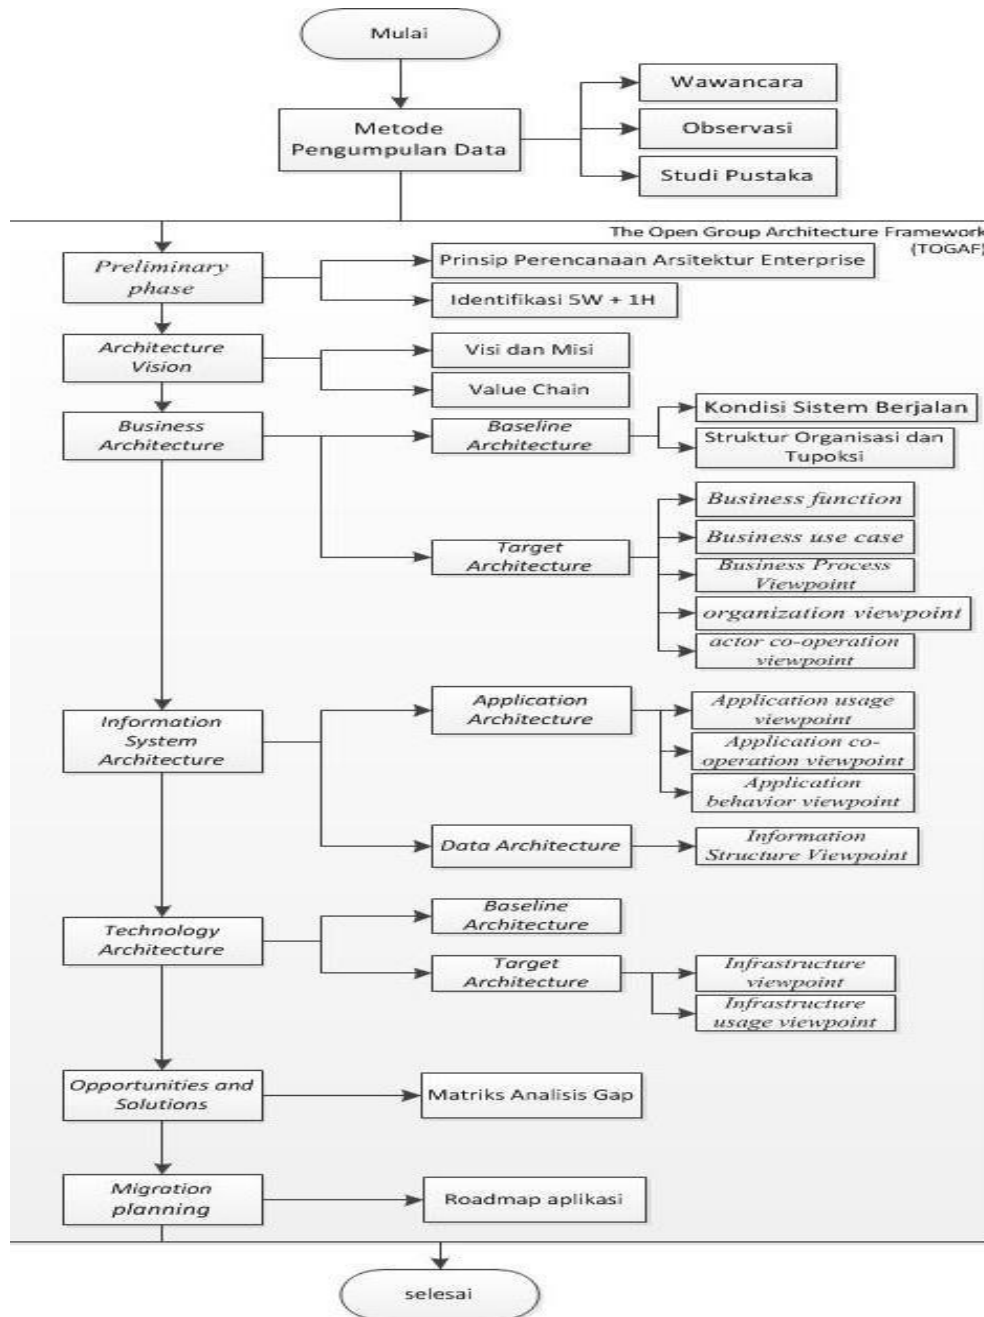 Mulai
Metode
Pengumpulan Data
Wawancara
Observasi
Studi Pustaka
The Open Group Architecture Framework
(TOGAF)
Preliminary
phase
Prinsip Perencanaan Arsitektur Enterprise
Identifikasi 5W + 1H
Architecture
Vision
Visi dan Misi
Value Chain
Business
Architecture
Baseline
Architecture
Kondisi Sistem Berjalan
Struktur Organisasi dan
Tupoksi
Target
Architecture
Business function
Business use case
Business Process
Viewpoint
organization viewpoint
actor co-operation
viewpoint
Information
System
Architecture
Application
Architecture
Application usage
viewpoint
Application co-
operation viewpoint
Application
behavior viewpoint
Data Architecture
Information
Structure Viewpoint
Technology
Architecture
Baseline
Architecture
Target
Architecture
Infrastructure
viewpoint
Infrastructure
usage viewpoint
Opportunities and
Solutions
Matriks Analisis Gap
Migration
planning
Roadmap aplikasi
selesai